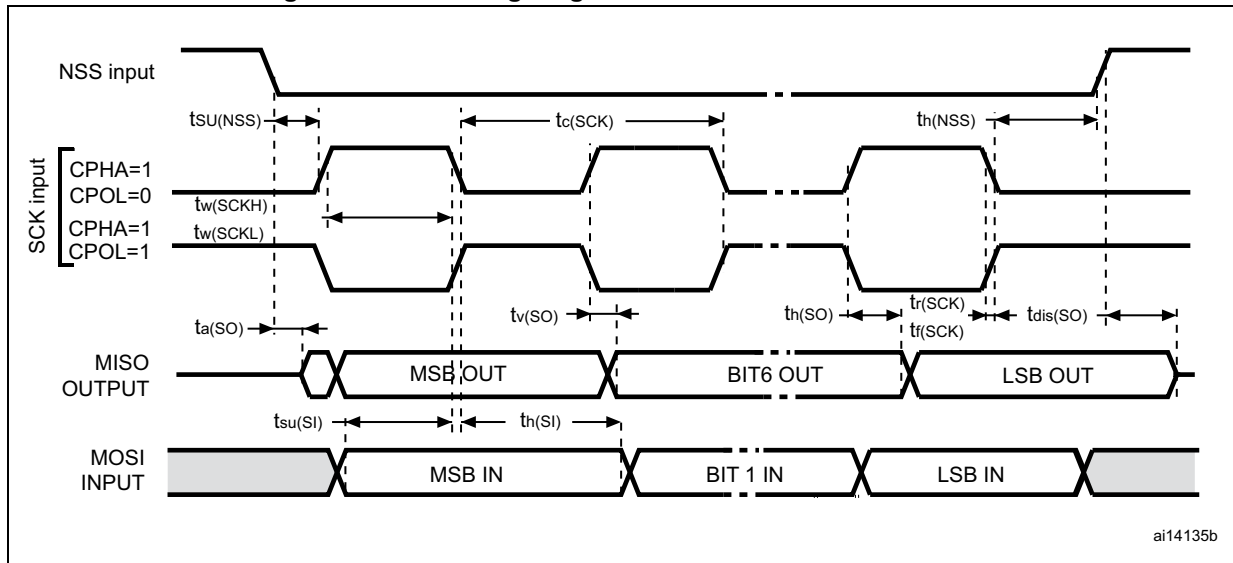 NSS input
tSU(NSS)
tc(SCK)
th(NSS)
SCK input
CPHA=1
CPOL=0
tw(SCKH)
CPHA=1
tw(SCKL)
CPOL=1
ta(SO)
tv(SO)
th(SO)
tr(SCK)
tf(SCK)
tdis(SO)
MISO
OUTPUT
MSB OUT
BIT6 OUT
LSB OUT
tsu(SI)
th(SI)
MOSI
INPUT
MSB IN
BIT 1 IN
LSB IN
ai14135b